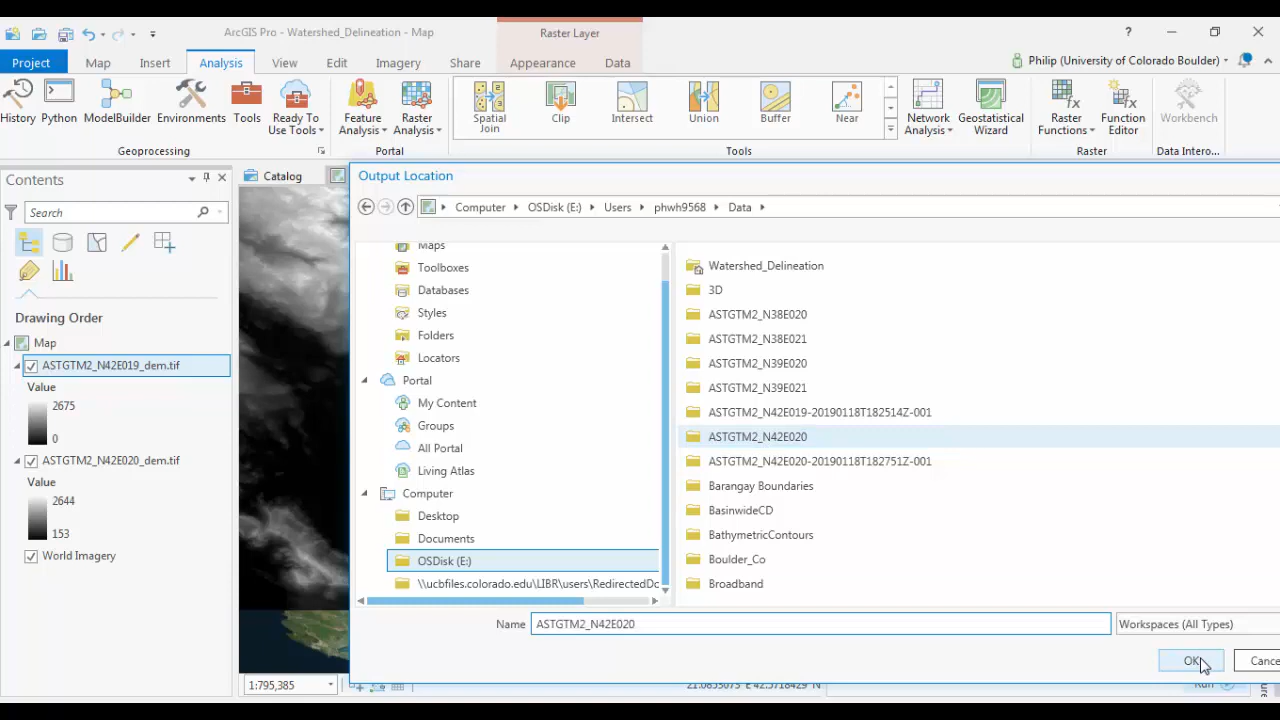 ArcGIS Pro - Watershed_Delineation - Map
Raster Layer
?
Project
Map
Insert
Analysis
View
Edit
Imagery
Share
Appearance
Data
Philip (University of Colorado Boulder)
History
Python
ModelBuilder
Environments
Tools
Ready To Use Tools
Feature Analysis
Raster Analysis
Spatial Join
Clip
Intersect
Union
Buffer
Near
Network Analysis
Geostatistical Wizard
Raster Functions
Function Editor
Workbench
Geoprocessing
Portal
Tools
Raster
Data Intero...
Contents
Search
Drawing Order
Map
ASTGTM2_N42E019_dem.tif
Value
2675
0
ASTGTM2_N42E020_dem.tif
Value
2644
153
World Imagery
Catalog
Output Location
Computer
OSDisk (E:)
Users
phwh9568
Data
Maps
Toolboxes
Databases
Styles
Folders
Locators
Portal
My Content
Groups
All Portal
Living Atlas
Computer
Desktop
Documents
OSDisk (E:)
\\ucbfiles.colorado.edu\LIBR\users\RedirectedDo
Watershed_Delineation
3D
ASTGTM2_N38E020
ASTGTM2_N38E021
ASTGTM2_N39E020
ASTGTM2_N39E021
ASTGTM2_N42E019-20190118T182514Z-001
ASTGTM2_N42E020
ASTGTM2_N42E020-20190118T182751Z-001
Barangay Boundaries
BasinwideCD
BathymetricContours
Boulder_Co
Broadband
Name
ASTGTM2_N42E020
Workspaces (All Types)
OK
Cance
1:795,385